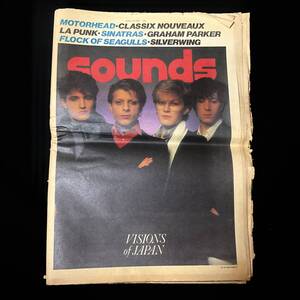 MOTORHEAD·CLASSIX NOUVEAUX
LA PUNK·SINATRAS·GRAHAM PARKER
FLOCK OF SEAGULLS·SILVERWING
sounds
VISIONS
of JAPAN